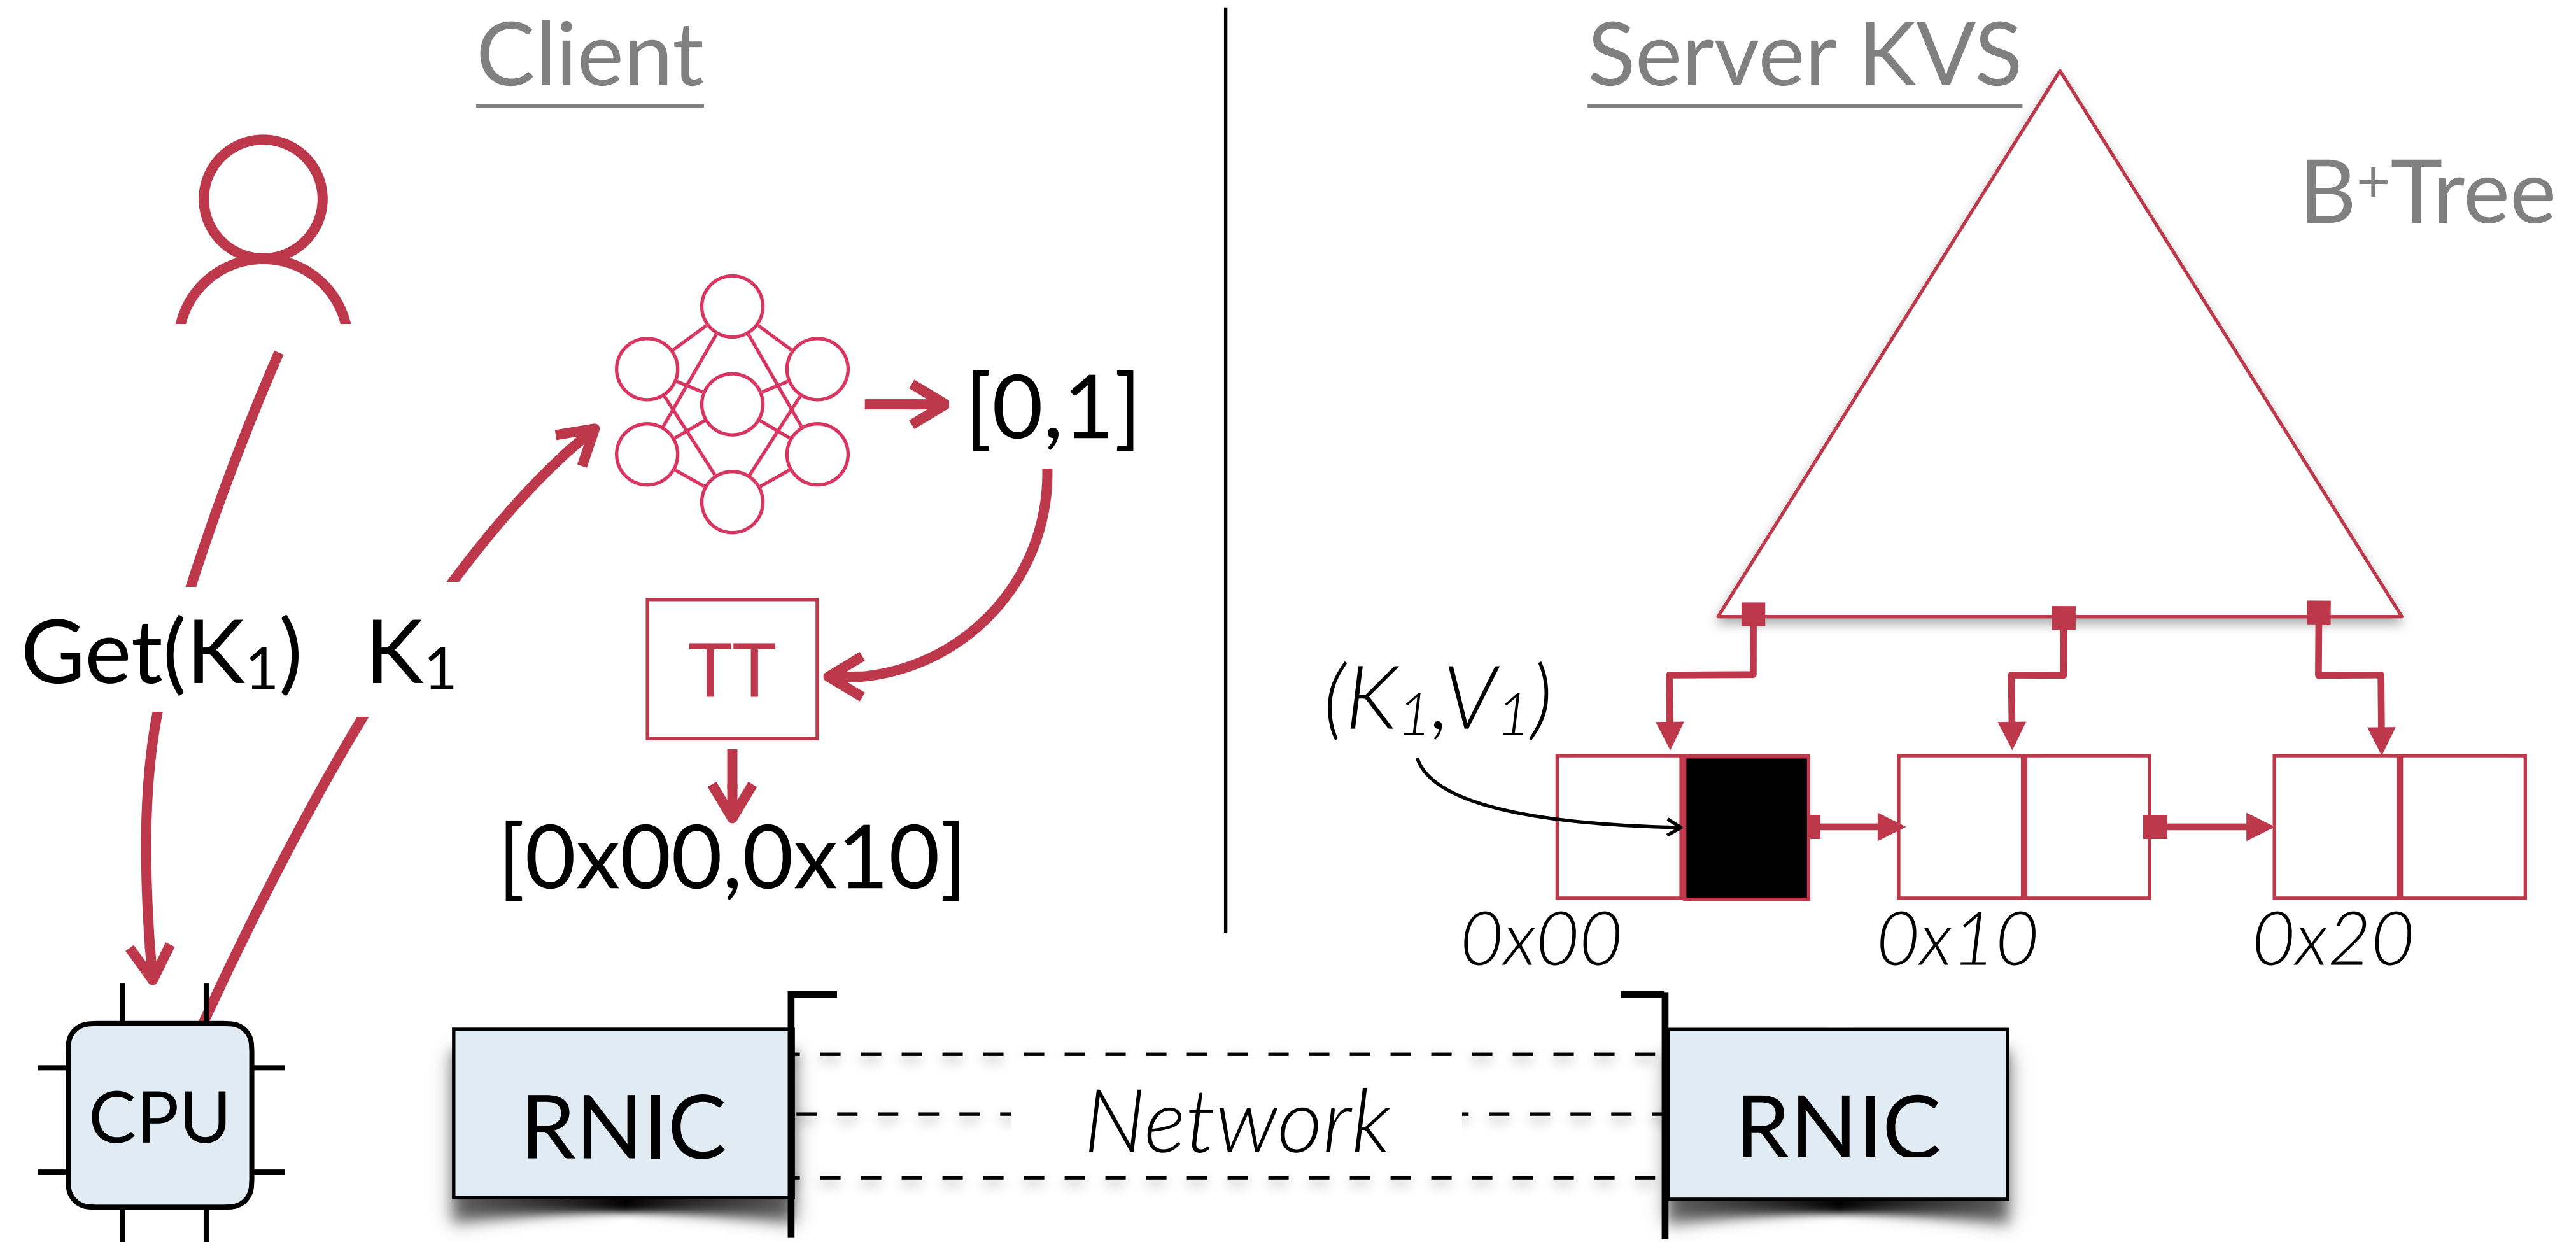 Client
Server KVS
B⁺Tree
[0,1]
Get(K₁)
K₁
TT
(K₁,V₁)
[0x00,0x10]
0x00
0x10
0x20
CPU
RNIC
Network
RNIC